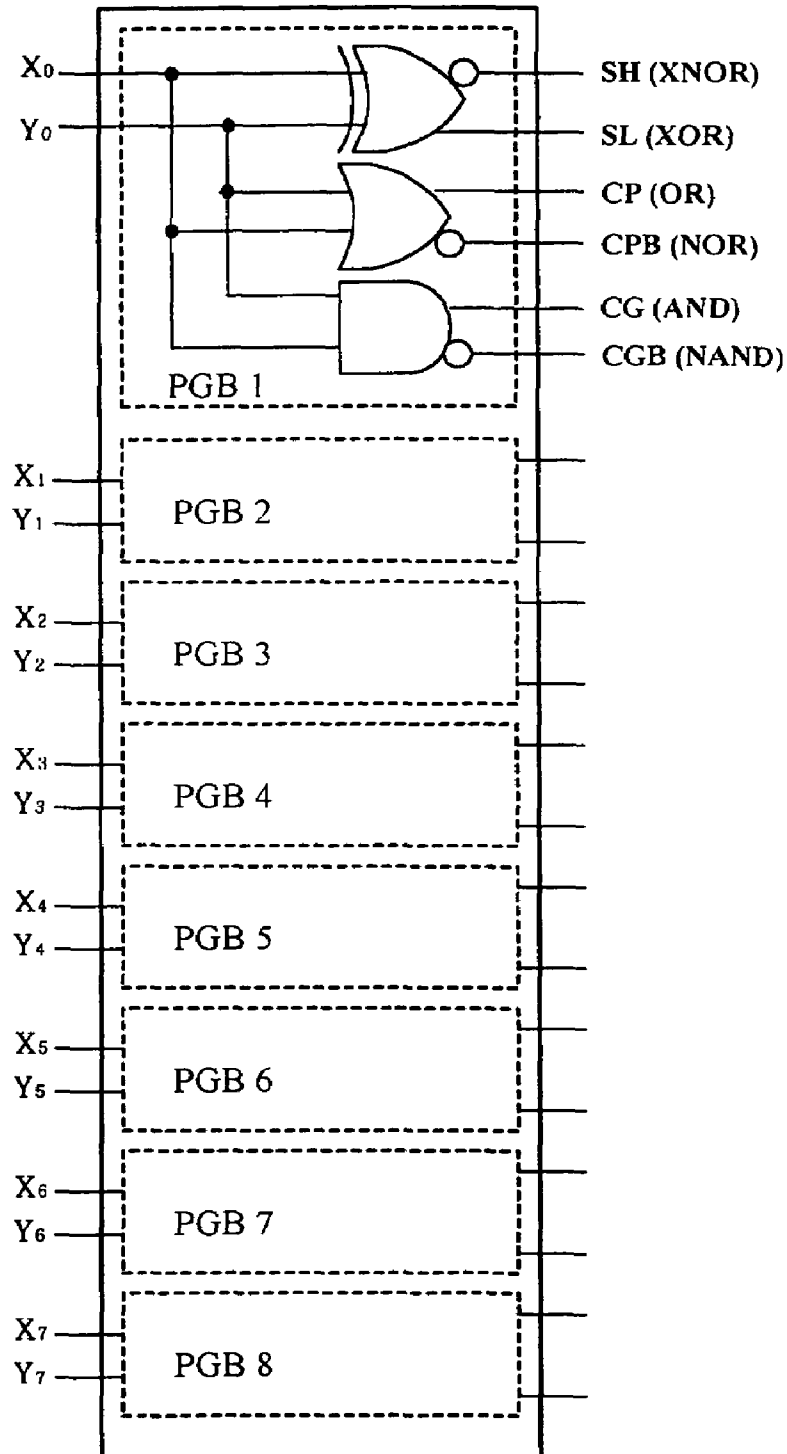 X₀
SH (XNOR)
Y₀
SL (XOR)
CP (OR)
CPB (NOR)
CG (AND)
CGB (NAND)
PGB 1
X₁
Y₁
PGB 2
X₂
Y₂
PGB 3
X₃
Y₃
PGB 4
X₄
Y₄
PGB 5
X₅
Y₅
PGB 6
X₆
Y₆
PGB 7
X₇
Y₇
PGB 8